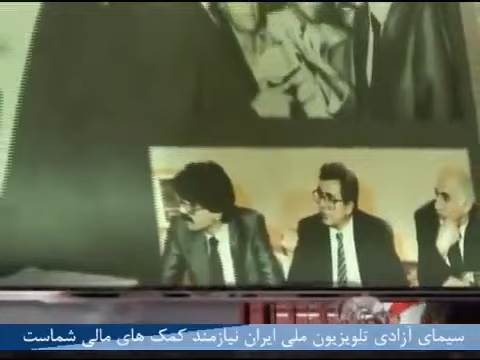 سیمای آزادی تلویزیون ملی ایران نیازمند کمک های مالی شماست